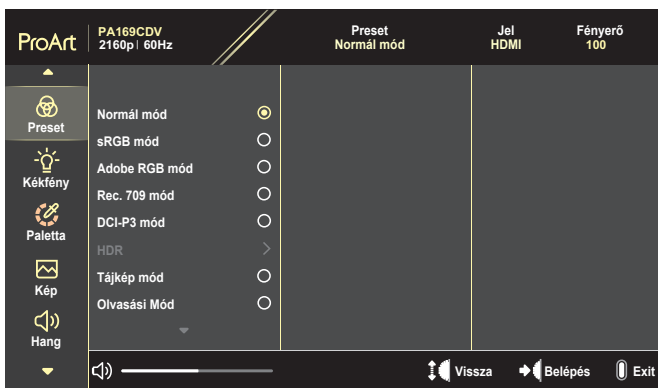 ProArt
PA169CDV
2160p | 60Hz
Preset
Normál mód
Jel
HDMI
Fényerő
100
Preset
Kékfény
Paletta
Kép
Hang
Normál mód
sRGB mód
Adobe RGB mód
Rec. 709 mód
DCI-P3 mód
HDR
Tájkép mód
Olvasási Mód
Vissza
Belépés
Exit